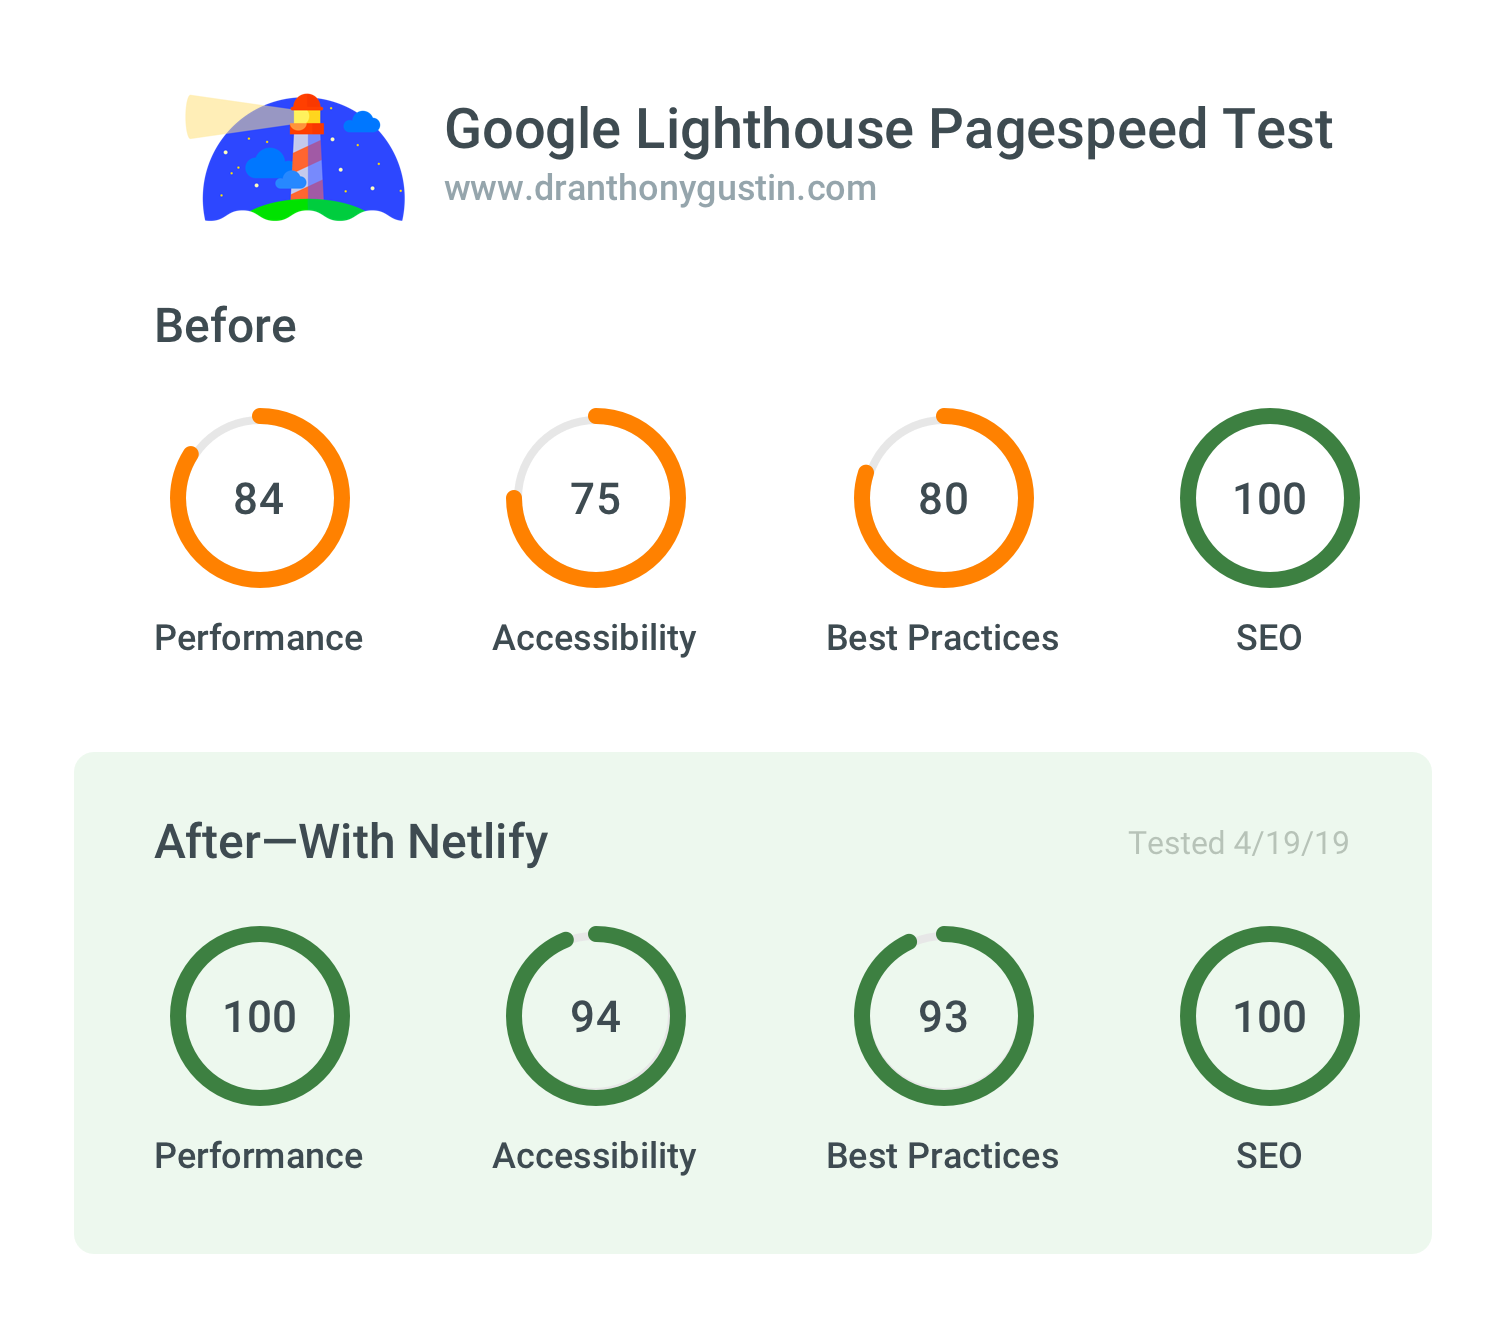 Google Lighthouse Pagespeed Test
www.dranthonygustin.com
Before
84 75 80 100
Performance Accessibility Best Practices SEO
After—With Netlify Tested 4/19/19
100 94 93 100
Performance Accessibility Best Practices SEO